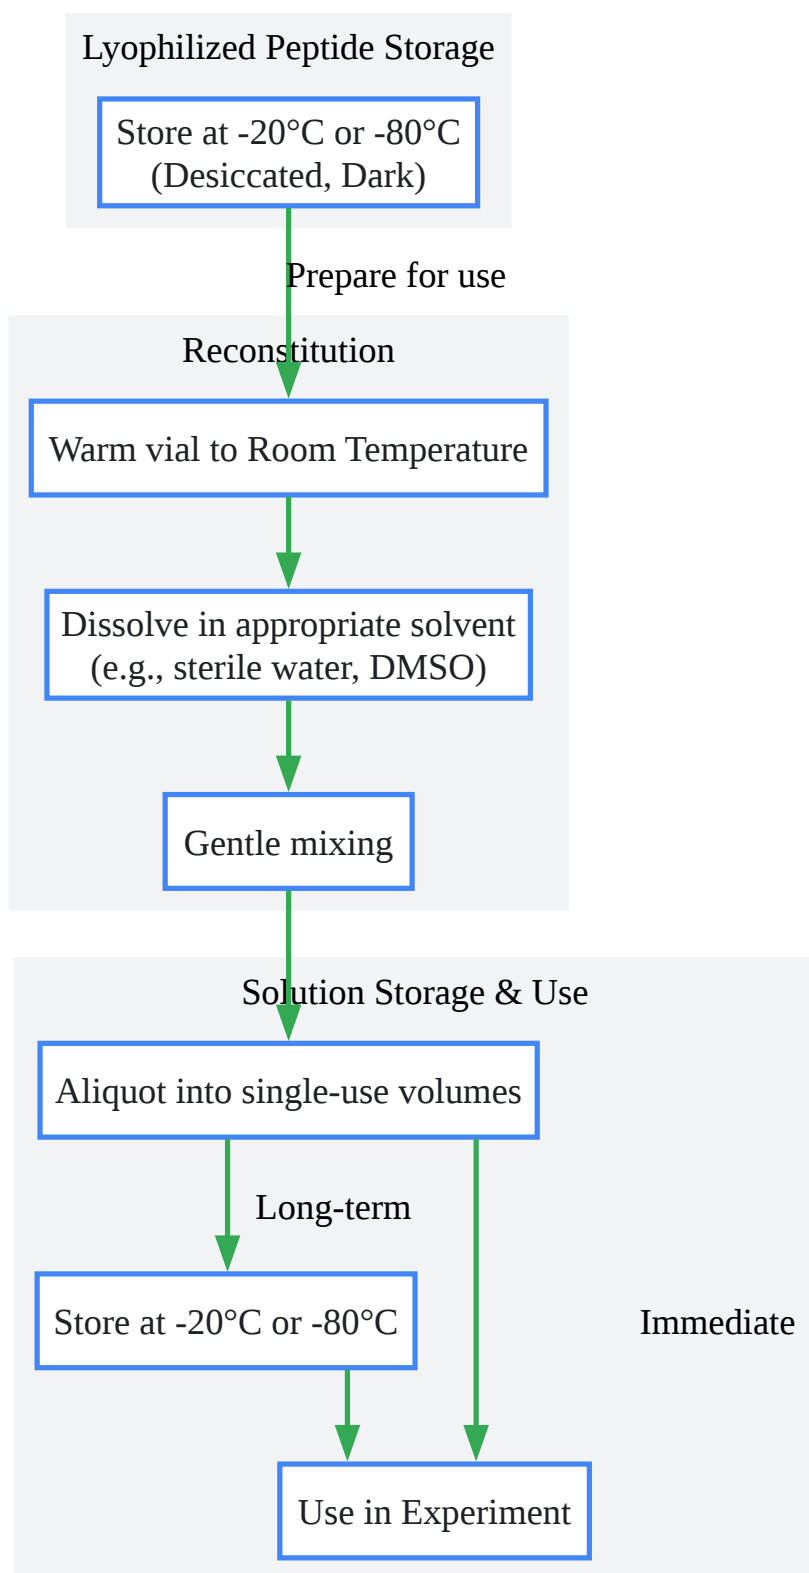 Lyophilized Peptide Storage
Store at -20°C or -80°C
(Desiccated, Dark)
Prepare for use
Reconstitution
Warm vial to Room Temperature
Dissolve in appropriate solvent
(e.g., sterile water, DMSO)
Gentle mixing
Solution Storage & Use
Aliquot into single-use volumes
Long-term
Store at -20°C or -80°C
Immediate
Use in Experiment